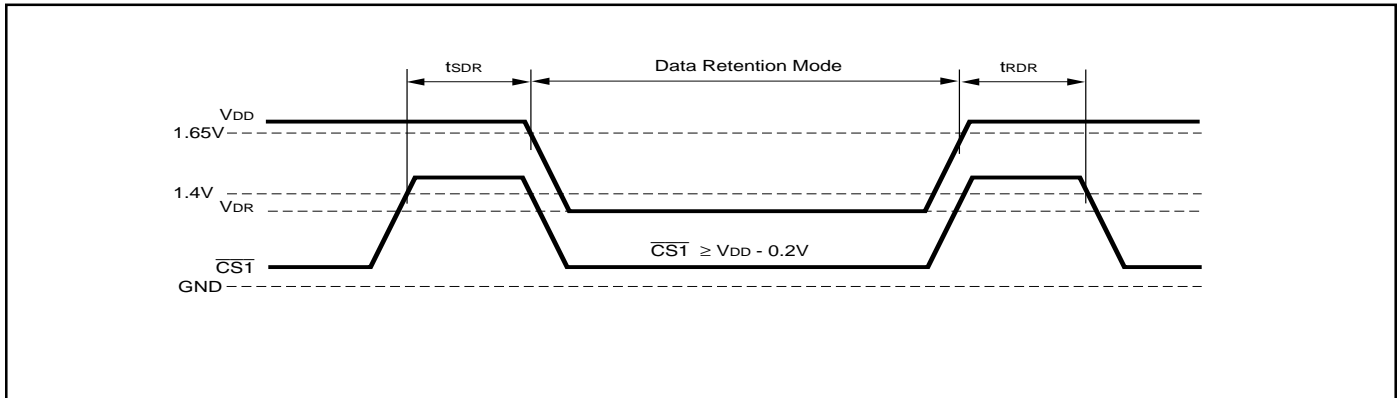 tSDR Data Retention Mode tRDR
VDD
1.65V
1.4V
VDR
CS1 ≥ VDD - 0.2V
CS1
GND